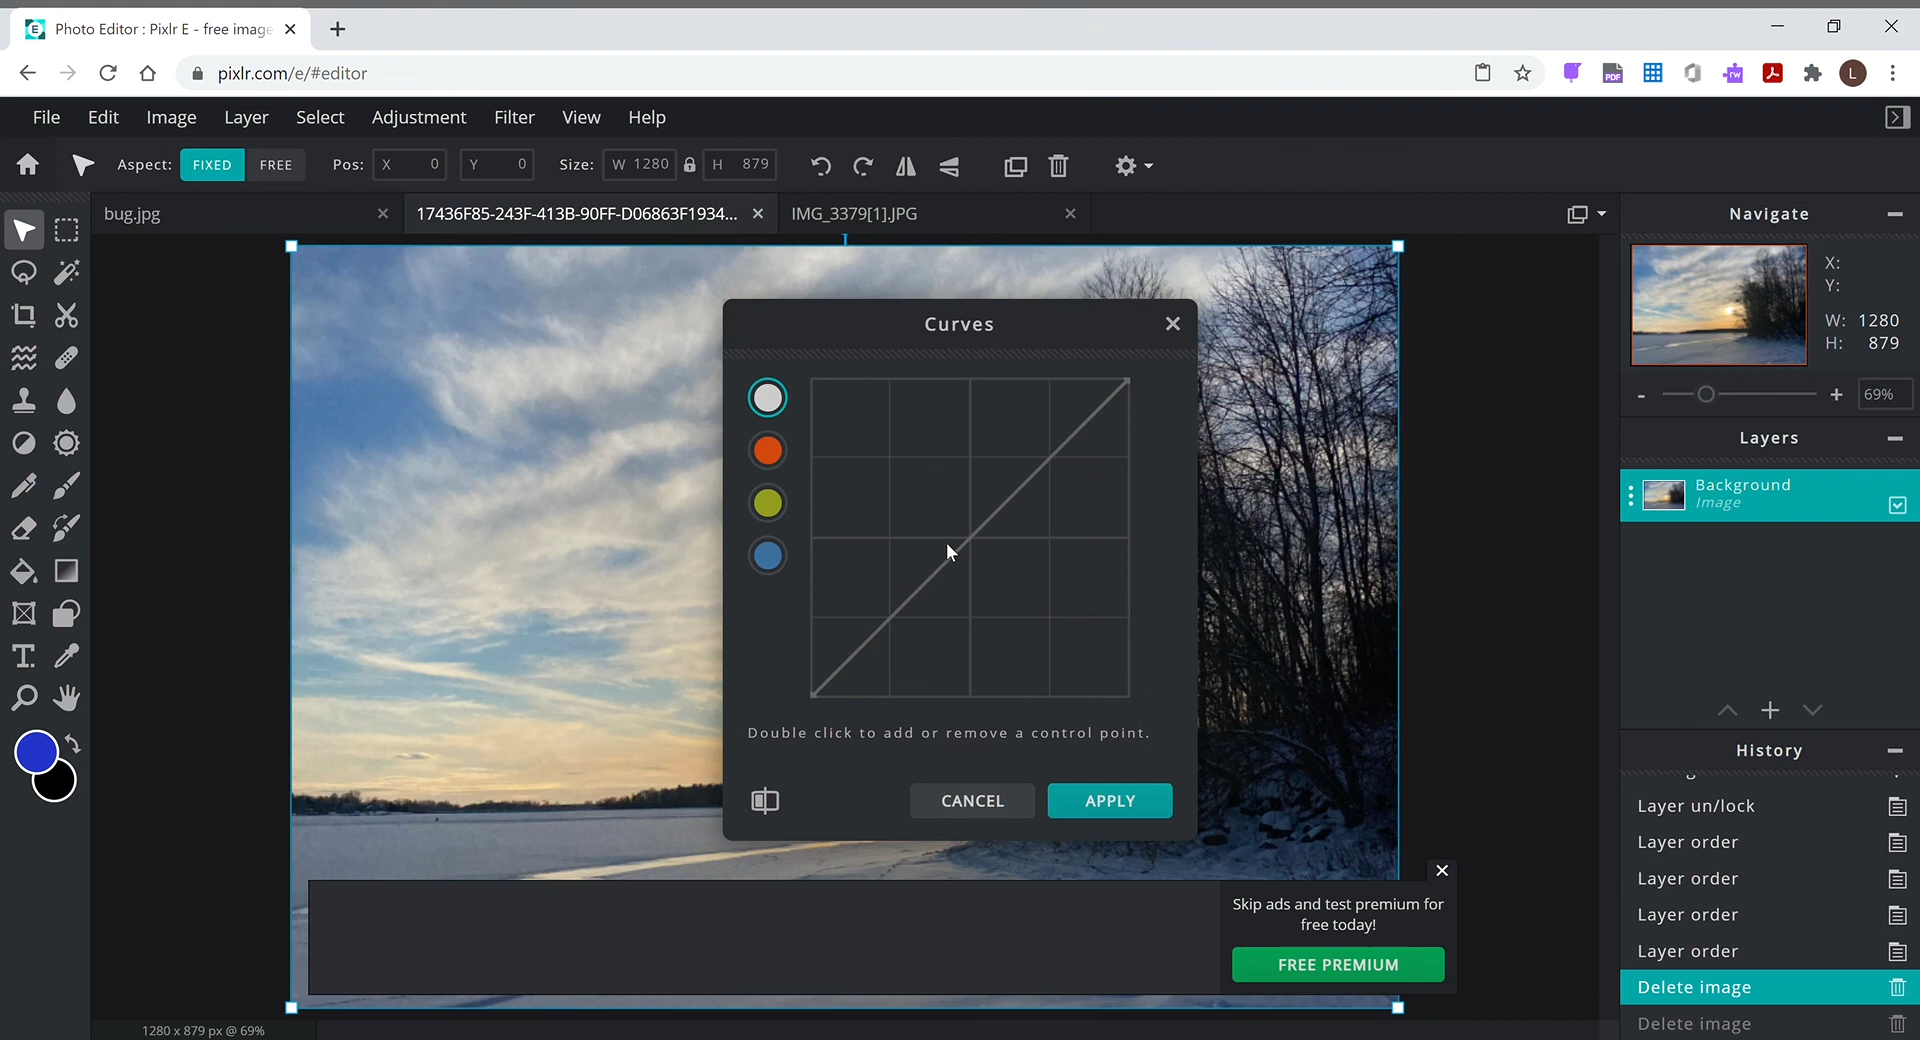 Photo Editor : Pixlr E - free image
pixlr.com/e/#editor
PDF
rw
L
File Edit Image Layer Select Adjustment Filter View Help
Aspect: FIXED FREE Pos: X 0 Y 0 Size: W 1280 H 879
bug.jpg
17436F85-243F-413B-90FF-D06863F1934...
IMG_3379[1].JPG
Navigate
X:
Y:
W: 1280
H: 879
- + 69%
Curves
Double click to add or remove a control point.
CANCEL APPLY
Layers
Background
Image
History
Layer un/lock
Layer order
Layer order
Layer order
Layer order
Delete image
Delete image
Skip ads and test premium for
free today!
FREE PREMIUM
1280 x 879 px @ 69%